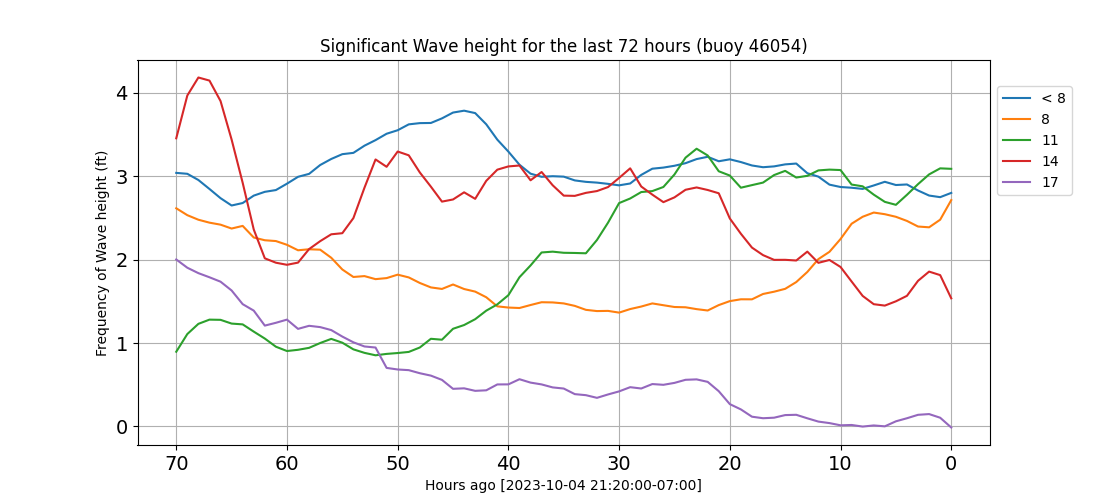 Significant Wave height for the last 72 hours (buoy 46054)
Frequency of Wave height (ft)
4
3
2
1
0
70 60 50 40 30 20 10 0
Hours ago [2023-10-04 21:20:00-07:00]
< 8
8
11
14
17